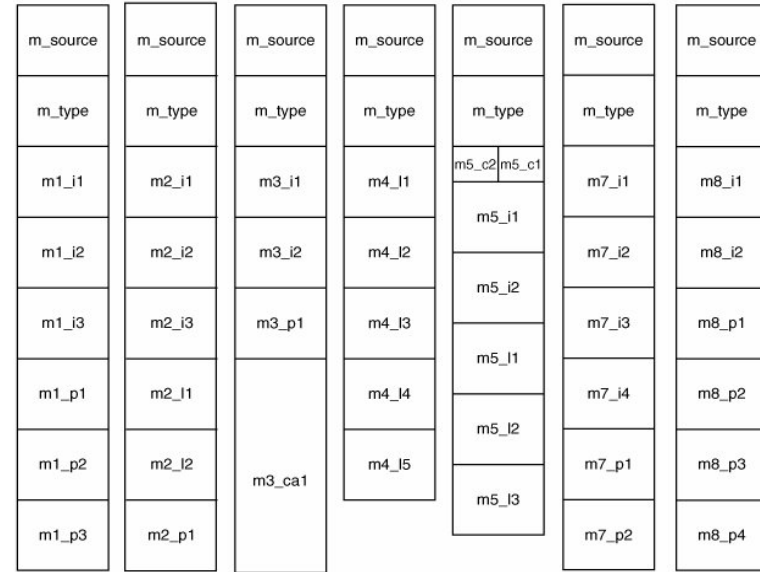 m_source m_source m_source m_source m_source m_source m_source
m_type m_type m_type m_type m_type m_type m_type
m1_i1 m2_i1 m3_i1 m4_l1 m5_c2 m5_c1 m7_i1 m8_i1
m1_i2 m2_i2 m3_i2 m4_l2 m5_i1 m7_i2 m8_i2
m1_i3 m2_i3 m3_p1 m4_l3 m5_i2 m7_i3 m8_p1
m1_p1 m2_l1 m3_ca1 m4_l4 m5_l1 m7_i4 m8_p2
m1_p2 m2_l2 m4_l5 m5_l2 m7_p1 m8_p3
m1_p3 m2_p1 m5_l3 m7_p2 m8_p4